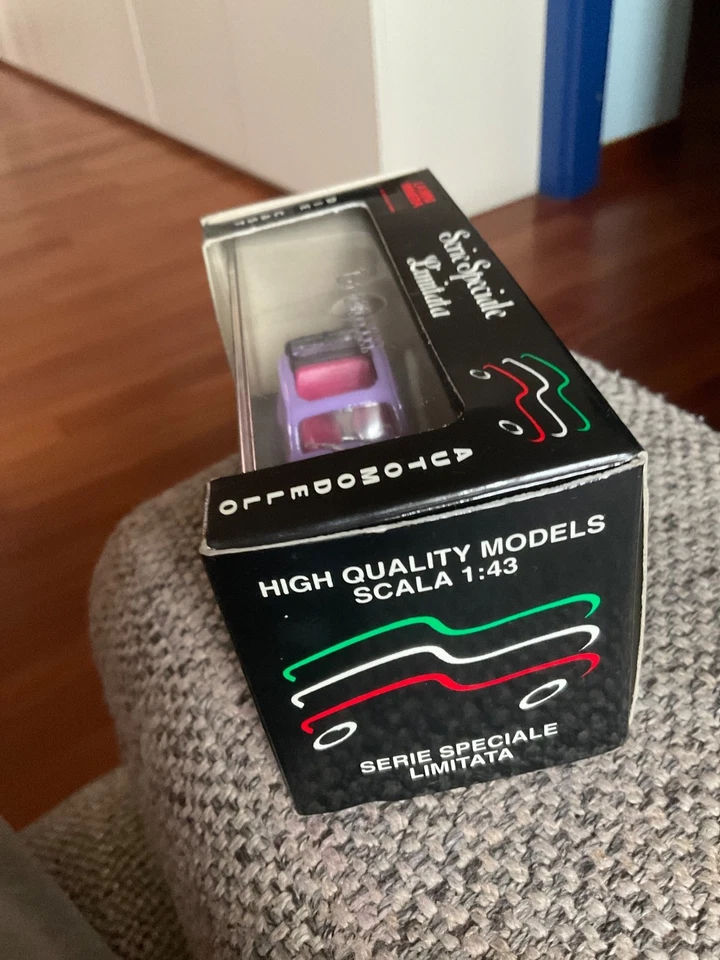 Serie Speciale
Limitata
AUTOMODELLO
HIGH QUALITY MODELS
SCALA 1:43
SERIE SPECIALE
LIMITATA